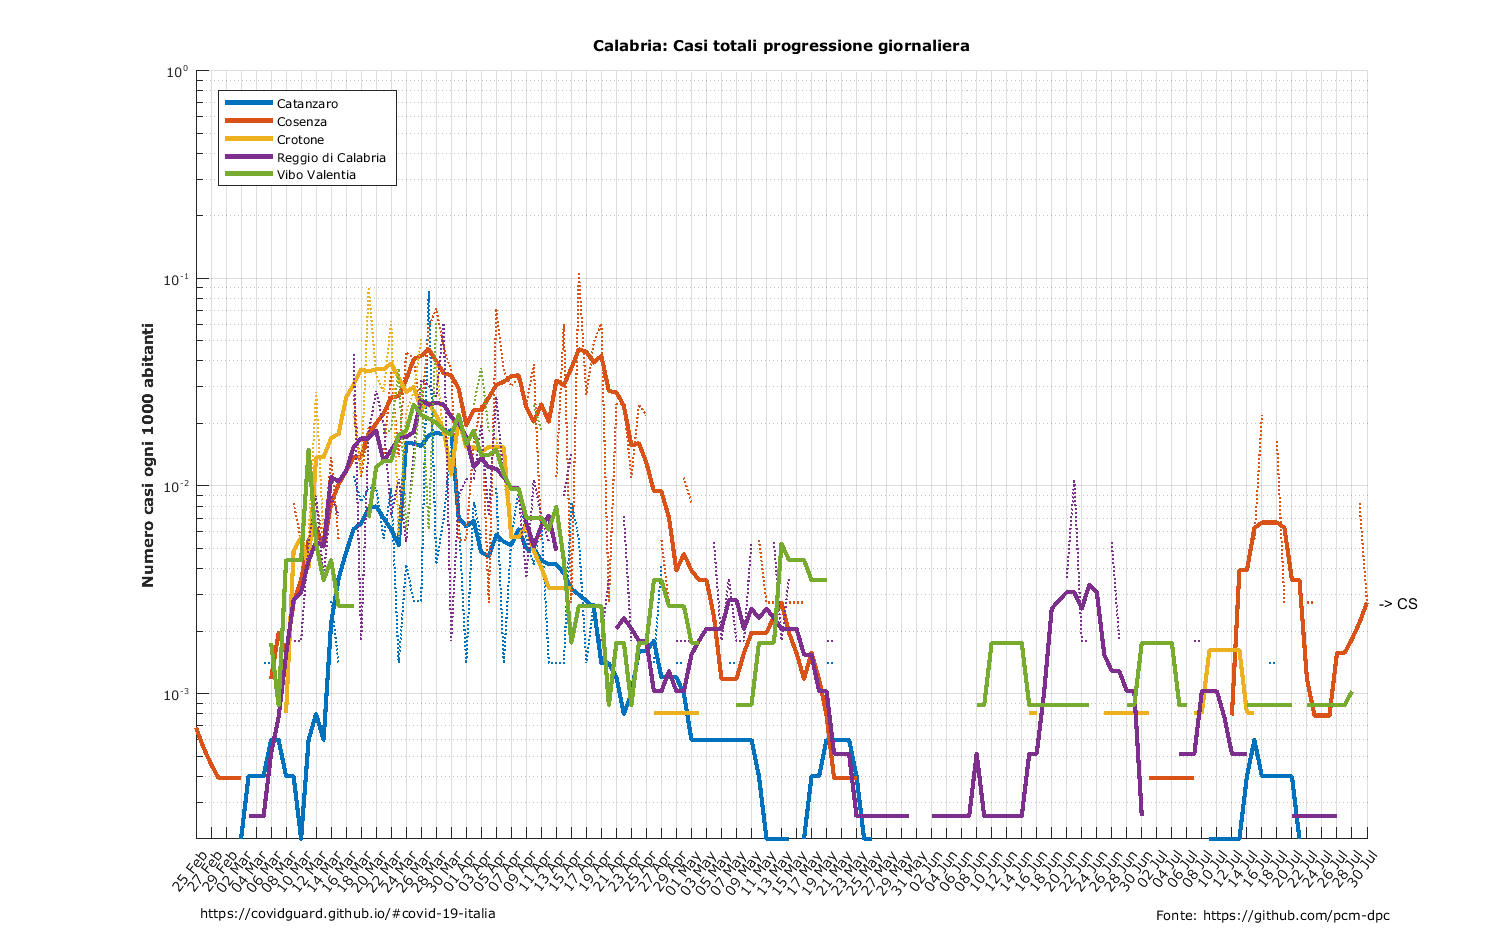 Calabria: Casi totali progressione giornaliera
Numero casi ogni 1000 abitanti
10⁰
10⁻¹
10⁻²
10⁻³
Catanzaro
Cosenza
Crotone
Reggio di Calabria
Vibo Valentia
-> CS
25 Feb
27 Feb
29 Feb
02 Mar
04 Mar
06 Mar
08 Mar
10 Mar
12 Mar
14 Mar
16 Mar
18 Mar
20 Mar
22 Mar
24 Mar
26 Mar
28 Mar
30 Mar
01 Apr
03 Apr
05 Apr
07 Apr
09 Apr
11 Apr
13 Apr
15 Apr
17 Apr
19 Apr
21 Apr
23 Apr
25 Apr
27 Apr
29 Apr
01 May
03 May
05 May
07 May
09 May
11 May
13 May
15 May
17 May
19 May
21 May
23 May
25 May
27 May
29 May
31 May
02 Jun
04 Jun
06 Jun
08 Jun
10 Jun
12 Jun
14 Jun
16 Jun
18 Jun
20 Jun
22 Jun
24 Jun
26 Jun
28 Jun
30 Jun
02 Jul
04 Jul
06 Jul
08 Jul
10 Jul
12 Jul
14 Jul
16 Jul
18 Jul
20 Jul
22 Jul
24 Jul
26 Jul
28 Jul
30 Jul
https://covidguard.github.io/#covid-19-italia
Fonte: https://github.com/pcm-dpc